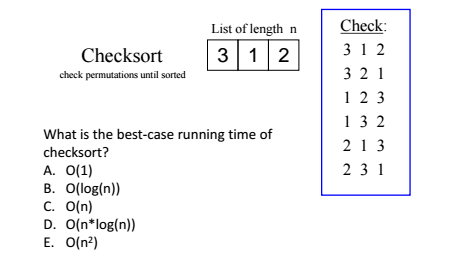 List of length n
Checksort
3 1 2
check permutations until sorted
Check:
3 1 2
3 2 1
1 2 3
1 3 2
2 1 3
2 3 1
What is the best-case running time of
checksort?
A. O(1)
B. O(log(n))
C. O(n)
D. O(n*log(n))
E. O(n²)